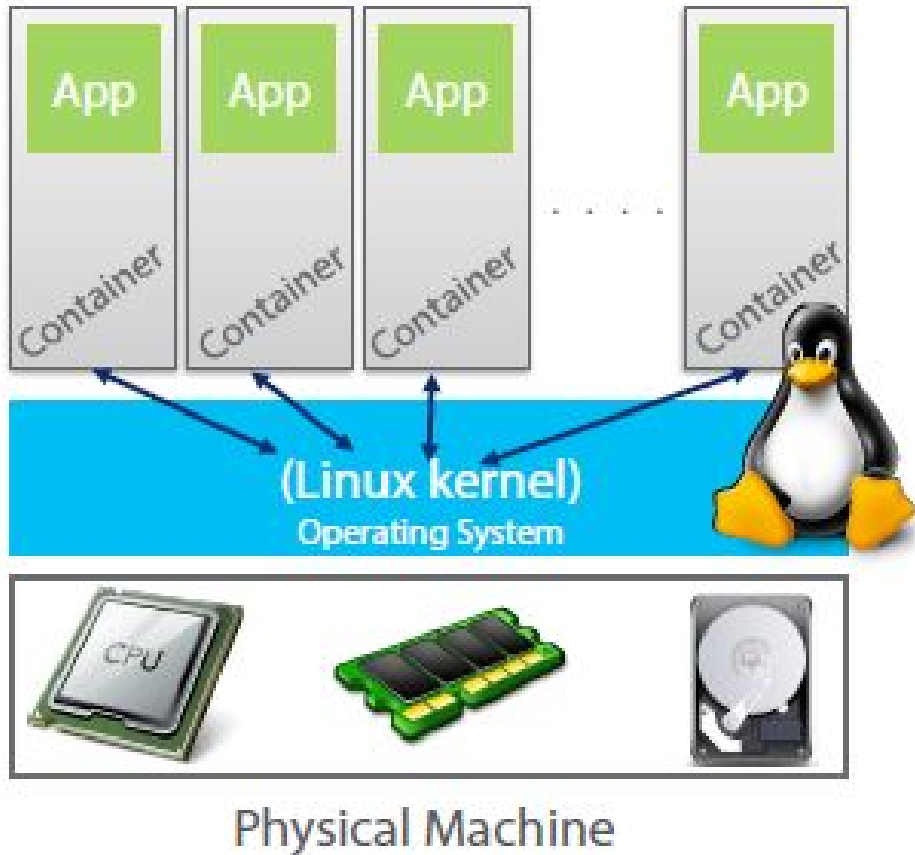 App
App
App
App
Container
Container
Container
Container
. . . .
(Linux kernel)
Operating System
CPU
Physical Machine